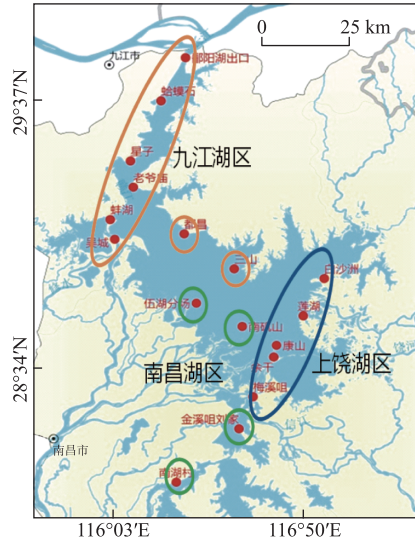 0 25 km
九江市
鄱阳湖出口
29°37′N
蛤蟆石
星子
九江湖区
老爷庙
蚌湖
都昌
吴城
三山
白沙洲
伍湖分场
莲湖
南矶山
康山
28°34′N
南昌湖区
余干
上饶湖区
梅溪咀
金溪咀刘家
南昌市
南湖村
116°03′E 116°50′E